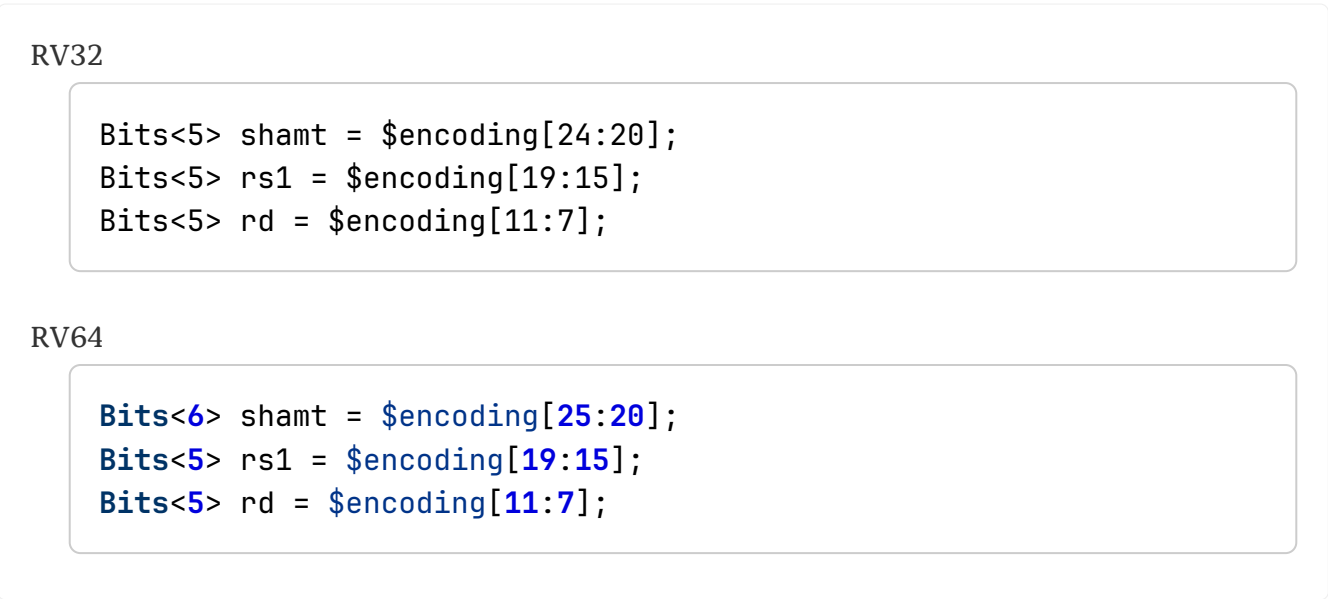 RV32
Bits<5> shamt = $encoding[24:20];
Bits<5> rs1 = $encoding[19:15];
Bits<5> rd = $encoding[11:7];
RV64
Bits<6> shamt = $encoding[25:20];
Bits<5> rs1 = $encoding[19:15];
Bits<5> rd = $encoding[11:7];